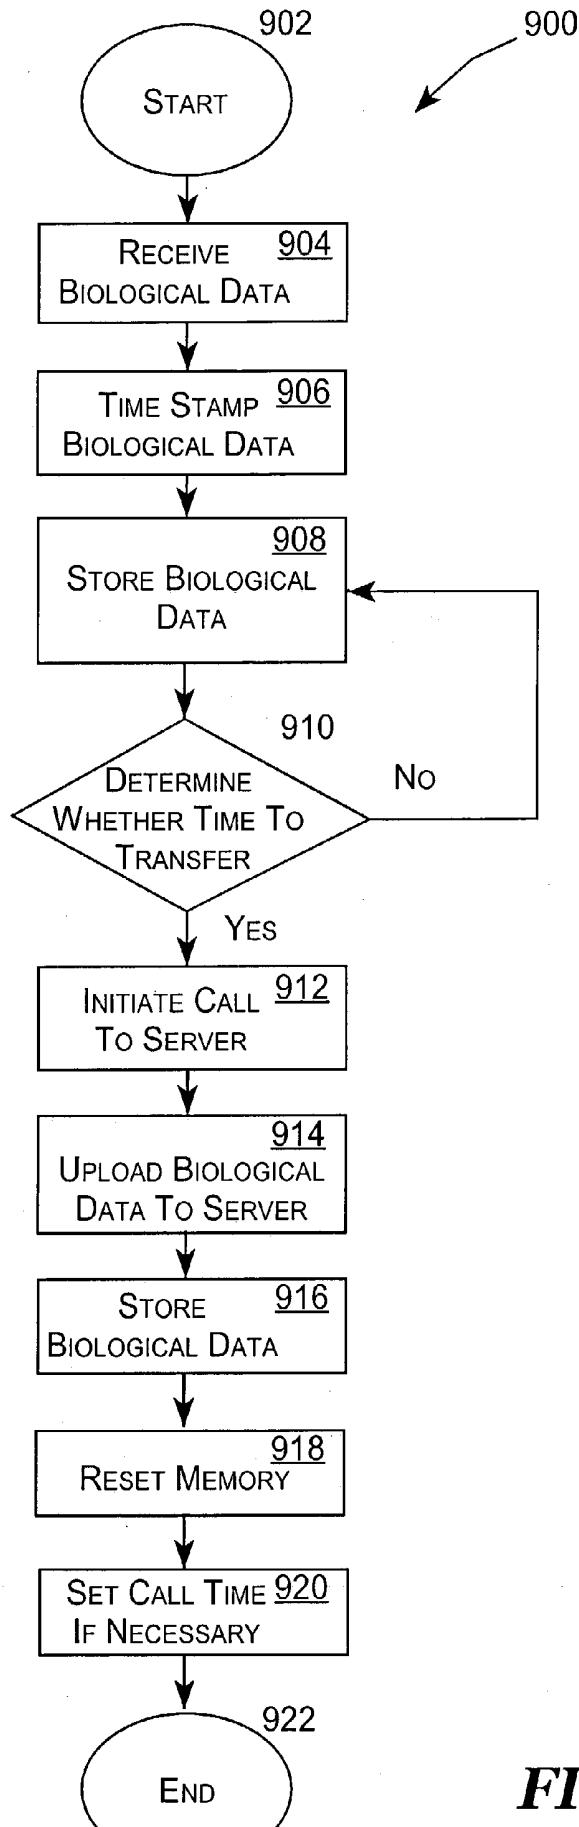 902
900
START
904
RECEIVE
BIOLOGICAL DATA
906
TIME STAMP
BIOLOGICAL DATA
908
STORE BIOLOGICAL
DATA
910
DETERMINE
WHETHER TIME TO
TRANSFER
NO
YES
912
INITIATE CALL
TO SERVER
914
UPLOAD BIOLOGICAL
DATA TO SERVER
916
STORE
BIOLOGICAL DATA
918
RESET MEMORY
SET CALL TIME 920
IF NECESSARY
922
END
FI